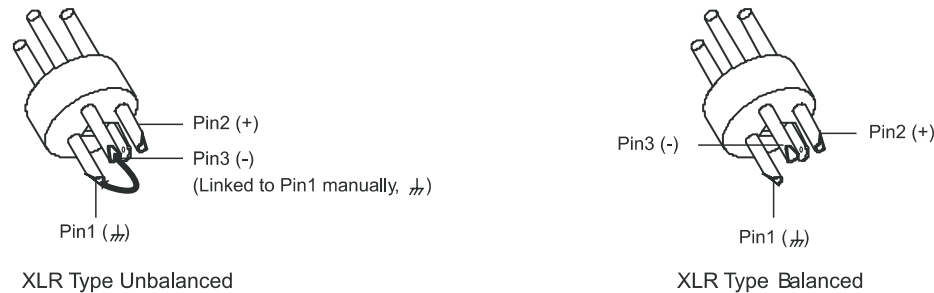 Pin2 (+)
Pin3 (-)
(Linked to Pin1 manually, )
Pin1 ( )
XLR Type Unbalanced
Pin3 (-)
Pin2 (+)
Pin1 ( )
XLR Type Balanced